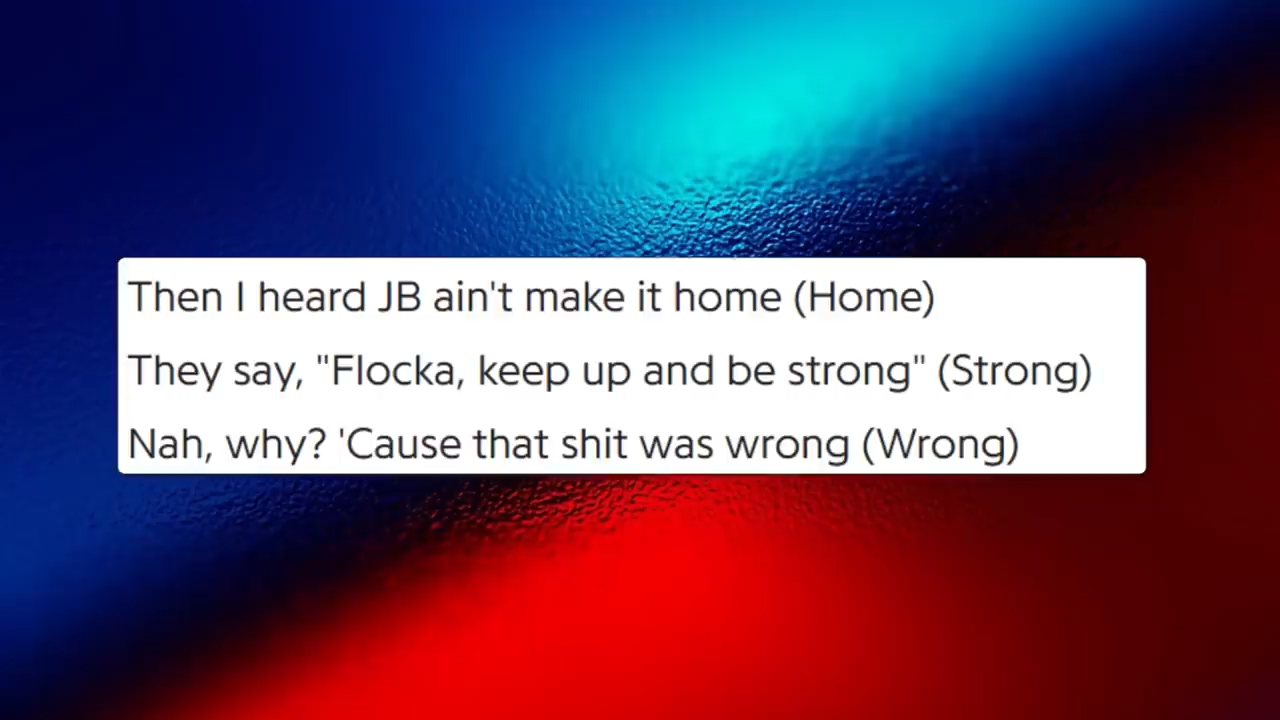 Then I heard JB ain't make it home (Home)
They say, "Flocka, keep up and be strong" (Strong)
Nah, why? 'Cause that shit was wrong (Wrong)